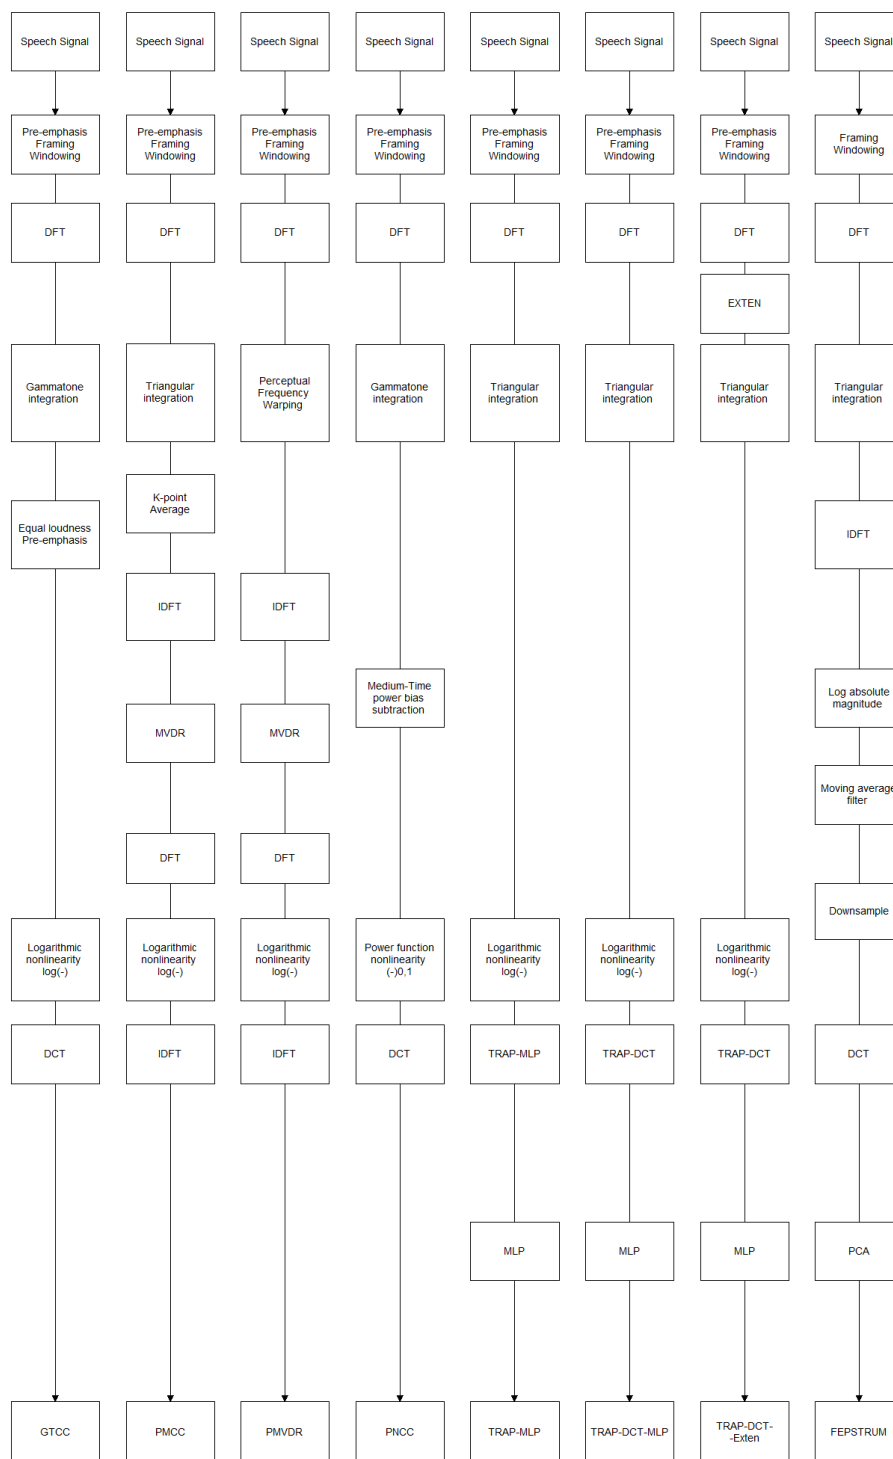 Speech Signal
Speech Signal
Speech Signal
Speech Signal
Speech Signal
Speech Signal
Speech Signal
Speech Signal
Pre-emphasis
Framing
Windowing
Pre-emphasis
Framing
Windowing
Pre-emphasis
Framing
Windowing
Pre-emphasis
Framing
Windowing
Pre-emphasis
Framing
Windowing
Pre-emphasis
Framing
Windowing
Pre-emphasis
Framing
Windowing
Framing
Windowing
DFT
DFT
DFT
DFT
DFT
DFT
DFT
DFT
EXTEN
Gammatone
integration
Triangular
integration
Perceptual
Frequency
Warping
Gammatone
integration
Triangular
integration
Triangular
integration
Triangular
integration
Triangular
integration
K-point
Average
Equal loudness
Pre-emphasis
IDFT
IDFT
IDFT
Medium-Time
power bias
subtraction
Log absolute
magnitude
MVDR
MVDR
Moving average
filter
DFT
DFT
Downsample
Logarithmic
nonlinearity
log(-)
Logarithmic
nonlinearity
log(-)
Logarithmic
nonlinearity
log(-)
Power function
nonlinearity
(-)0,1
Logarithmic
nonlinearity
log(-)
Logarithmic
nonlinearity
log(-)
Logarithmic
nonlinearity
log(-)
DCT
IDFT
IDFT
DCT
TRAP-MLP
TRAP-DCT
TRAP-DCT
DCT
MLP
MLP
MLP
PCA
GTCC
PMCC
PMVDR
PNCC
TRAP-MLP
TRAP-DCT-MLP
TRAP-DCT-
-Exten
FEPSTRUM